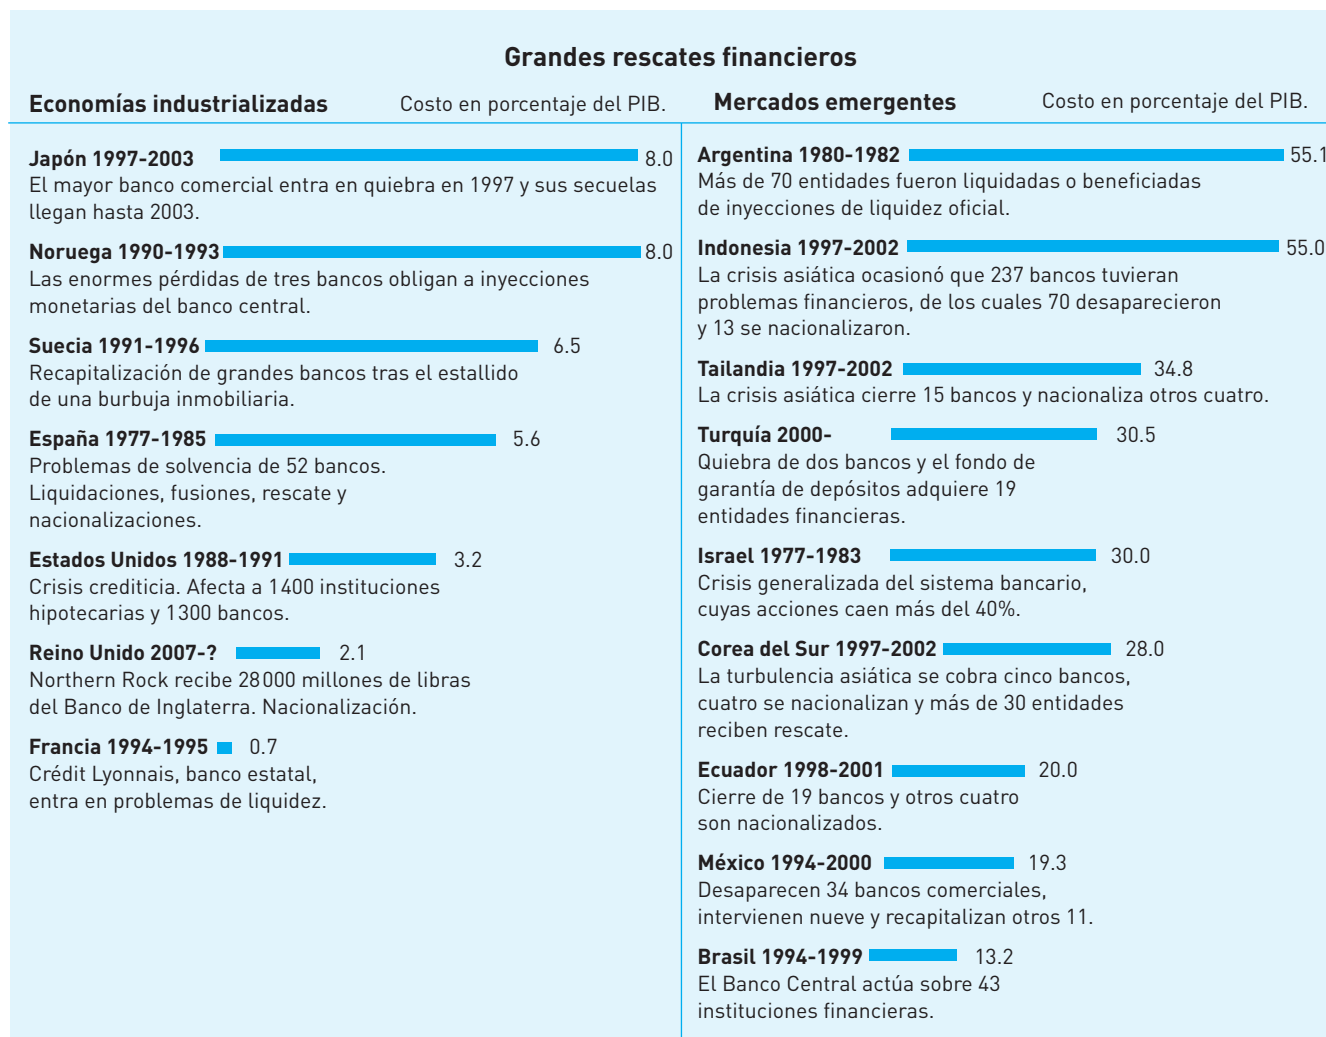 Grandes rescates financieros
Economías industrializadas Costo en porcentaje del PIB.
Japón 1997-2003 8.0
El mayor banco comercial entra en quiebra en 1997 y sus secuelas
llegan hasta 2003.
Noruega 1990-1993 8.0
Las enormes pérdidas de tres bancos obligan a inyecciones
monetarias del banco central.
Suecia 1991-1996 6.5
Recapitalización de grandes bancos tras el estallido
de una burbuja inmobiliaria.
España 1977-1985 5.6
Problemas de solvencia de 52 bancos.
Liquidaciones, fusiones, rescate y
nacionalizaciones.
Estados Unidos 1988-1991 3.2
Crisis crediticia. Afecta a 1 400 instituciones
hipotecarias y 1 300 bancos.
Reino Unido 2007-? 2.1
Northern Rock recibe 28 000 millones de libras
del Banco de Inglaterra. Nacionalización.
Francia 1994-1995 0.7
Crédit Lyonnais, banco estatal,
entra en problemas de liquidez.
Mercados emergentes Costo en porcentaje del PIB.
Argentina 1980-1982 55.1
Más de 70 entidades fueron liquidadas o beneficiadas
de inyecciones de liquidez oficial.
Indonesia 1997-2002 55.0
La crisis asiática ocasionó que 237 bancos tuvieran
problemas financieros, de los cuales 70 desaparecieron
y 13 se nacionalizaron.
Tailandia 1997-2002 34.8
La crisis asiática cierre 15 bancos y nacionaliza otros cuatro.
Turquía 2000- 30.5
Quiebra de dos bancos y el fondo de
garantía de depósitos adquiere 19
entidades financieras.
Israel 1977-1983 30.0
Crisis generalizada del sistema bancario,
cuyas acciones caen más del 40%.
Corea del Sur 1997-2002 28.0
La turbulencia asiática se cobra cinco bancos,
cuatro se nacionalizan y más de 30 entidades
reciben rescate.
Ecuador 1998-2001 20.0
Cierre de 19 bancos y otros cuatro
son nacionalizados.
México 1994-2000 19.3
Desaparecen 34 bancos comerciales,
intervienen nueve y recapitalizan otros 11.
Brasil 1994-1999 13.2
El Banco Central actúa sobre 43
instituciones financieras.